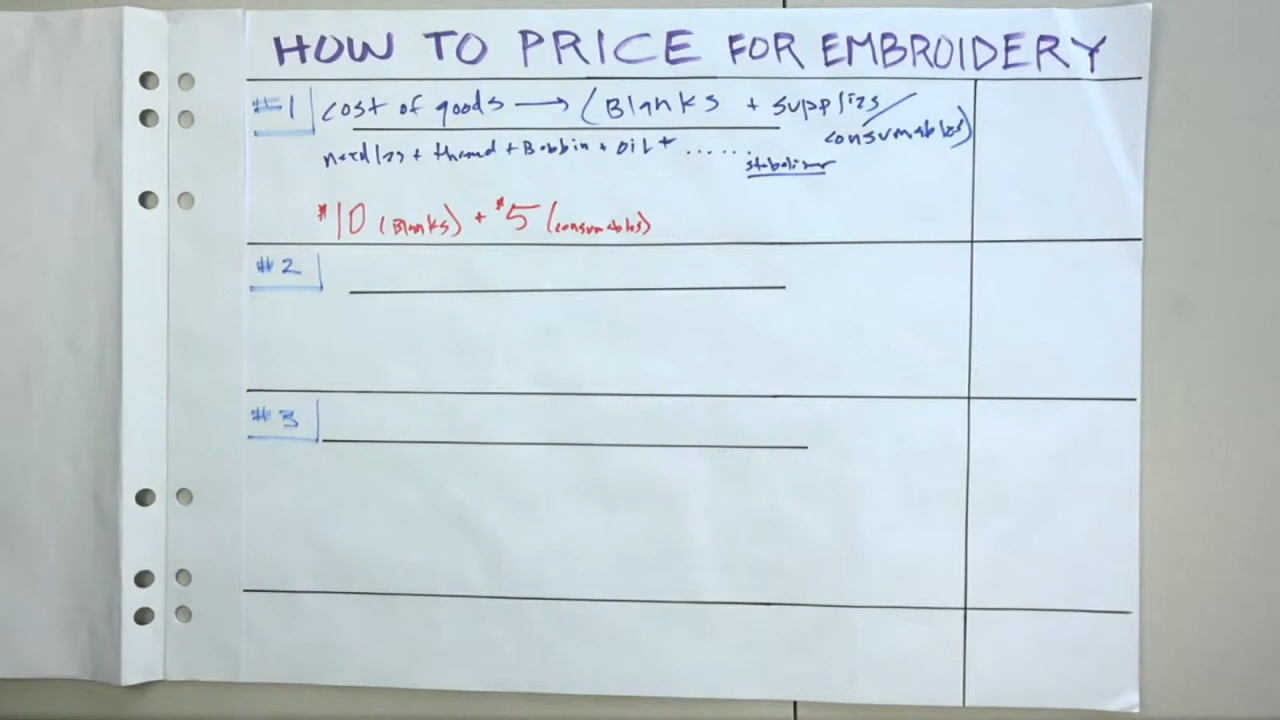 HOW TO PRICE FOR EMBROIDERY
#1 cost of goods → (Blanks + supplies/
consumables)
needles + thread + Bobbin + oil + ......
stabalizer
$10 (Blanks) + $5 (consumables)
#2
#3